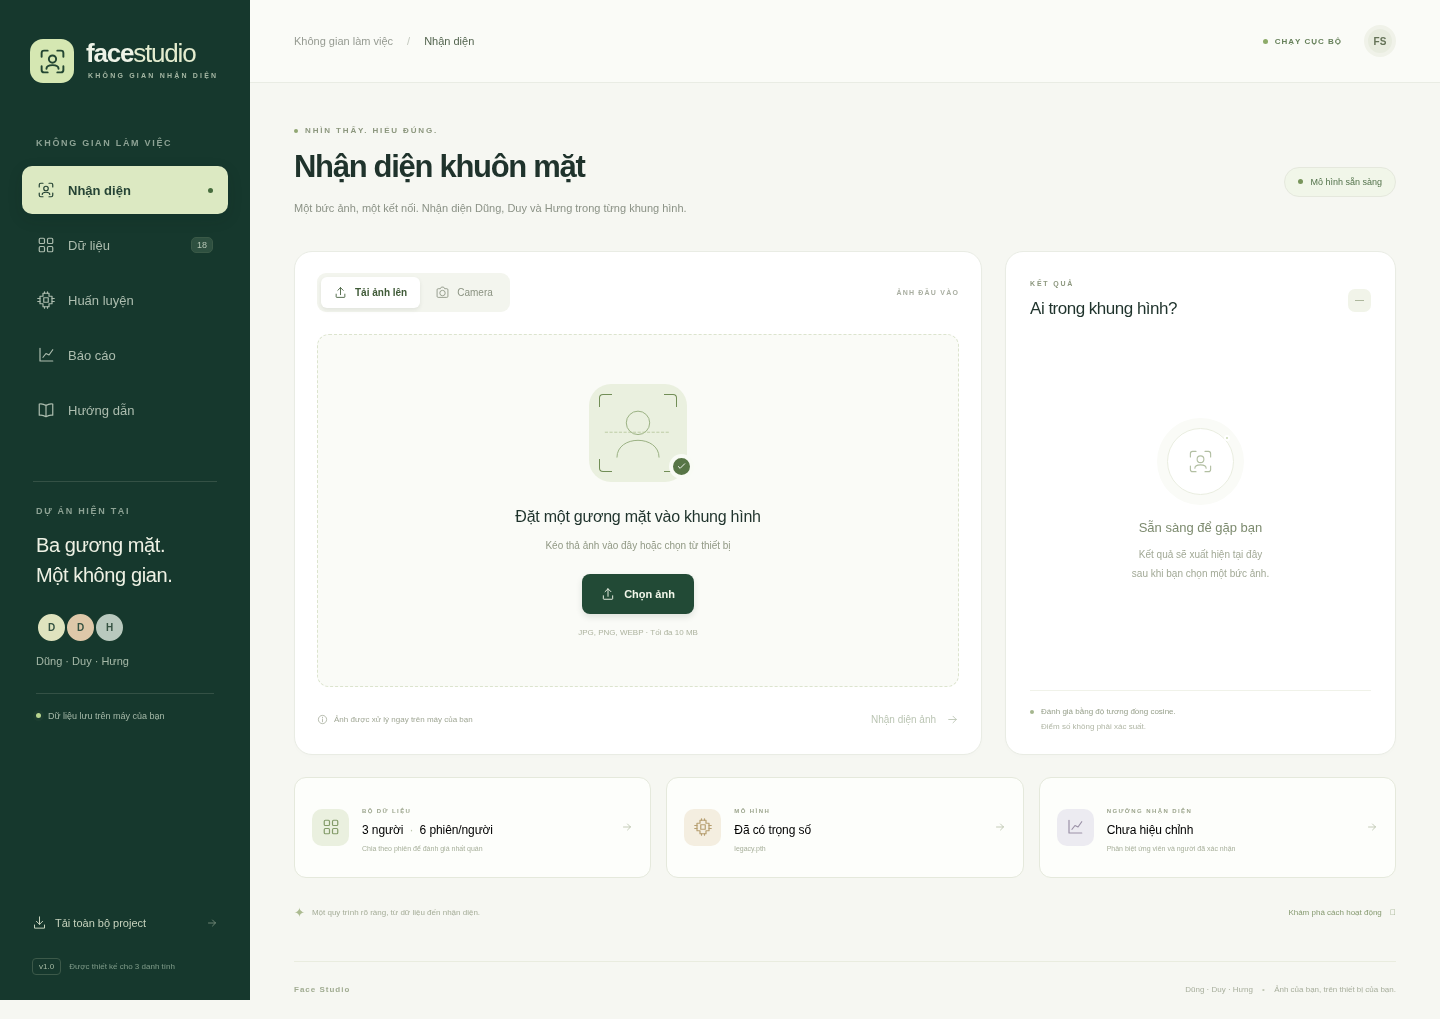 facestudio
KHÔNG GIAN NHẬN DIỆN
KHÔNG GIAN LÀM VIỆC
Nhận diện
Dữ liệu
18
Huấn luyện
Báo cáo
Hướng dẫn
DỰ ÁN HIỆN TẠI
Ba gương mặt.
Một không gian.
D D H
Dũng · Duy · Hưng
Dữ liệu lưu trên máy của bạn
Tải toàn bộ project
v1.0
Được thiết kế cho 3 danh tính
Không gian làm việc / Nhận diện
CHẠY CỤC BỘ
FS
NHÌN THẤY. HIỂU ĐÚNG.
Nhận diện khuôn mặt
Một bức ảnh, một kết nối. Nhận diện Dũng, Duy và Hưng trong từng khung hình.
Mô hình sẵn sàng
Tải ảnh lên
Camera
ẢNH ĐẦU VÀO
Đặt một gương mặt vào khung hình
Kéo thả ảnh vào đây hoặc chọn từ thiết bị
Chọn ảnh
JPG, PNG, WEBP · Tối đa 10 MB
Ảnh được xử lý ngay trên máy của bạn
Nhận diện ảnh
KẾT QUẢ
Ai trong khung hình?
—
Sẵn sàng để gặp bạn
Kết quả sẽ xuất hiện tại đây
sau khi bạn chọn một bức ảnh.
Đánh giá bằng độ tương đồng cosine.
Điểm số không phải xác suất.
BỘ DỮ LIỆU
3 người · 6 phiên/người
Chia theo phiên để đánh giá nhất quán
MÔ HÌNH
Đã có trọng số
legacy.pth
NGƯỠNG NHẬN DIỆN
Chưa hiệu chỉnh
Phân biệt ứng viên và người đã xác nhận
Một quy trình rõ ràng, từ dữ liệu đến nhận diện.
Khám phá cách hoạt động
Face Studio
Dũng · Duy · Hưng • Ảnh của bạn, trên thiết bị của bạn.